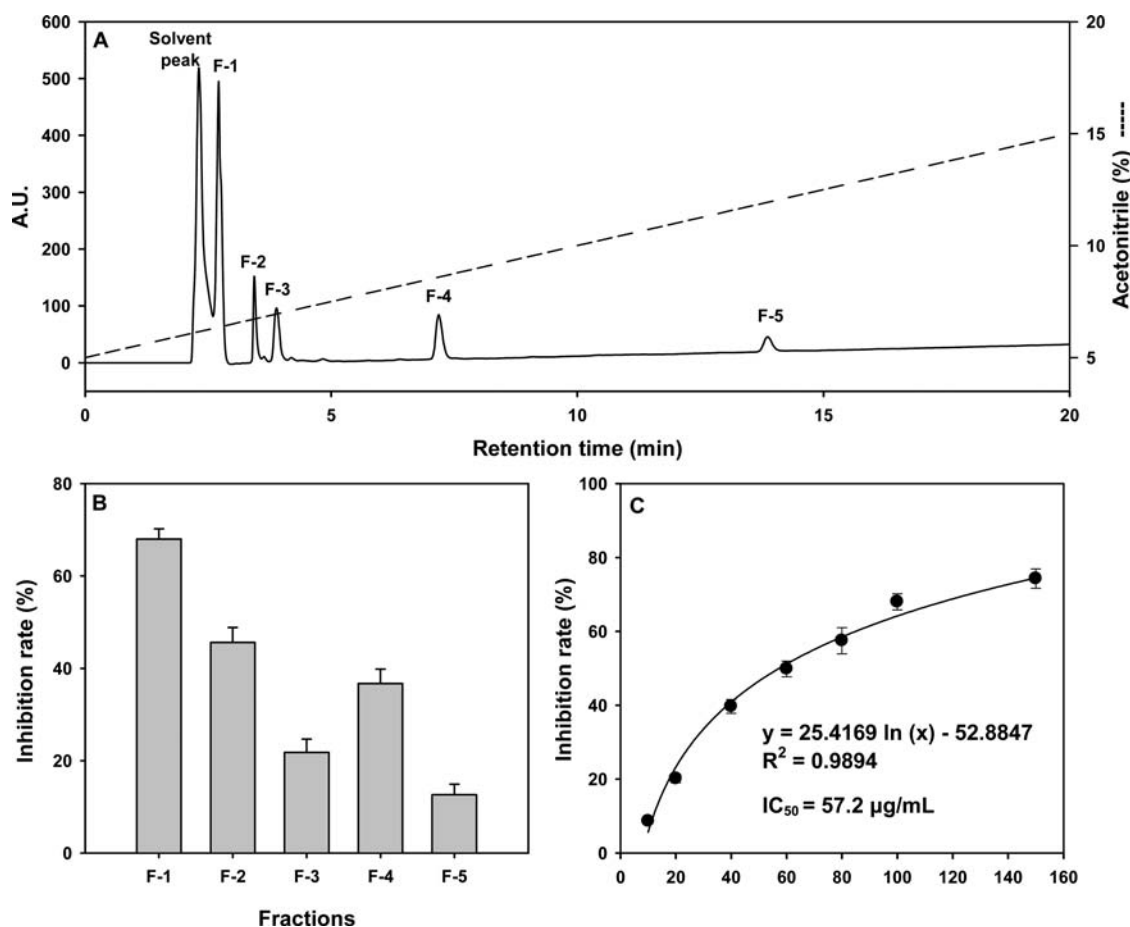 A
Solvent
peak
F-1
F-2
F-3
F-4
F-5
600
500
400
300
200
100
0
A.U.
20
15
10
5
Acetonitrile (%) -----
0 5 10 15 20
Retention time (min)
B
80
60
40
20
0
Inhibition rate (%)
F-1 F-2 F-3 F-4 F-5
Fractions
C
100
80
60
40
20
0
Inhibition rate (%)
y = 25.4169 ln (x) - 52.8847
R² = 0.9894
IC₅₀ = 57.2 µg/mL
0 20 40 60 80 100 120 140 160